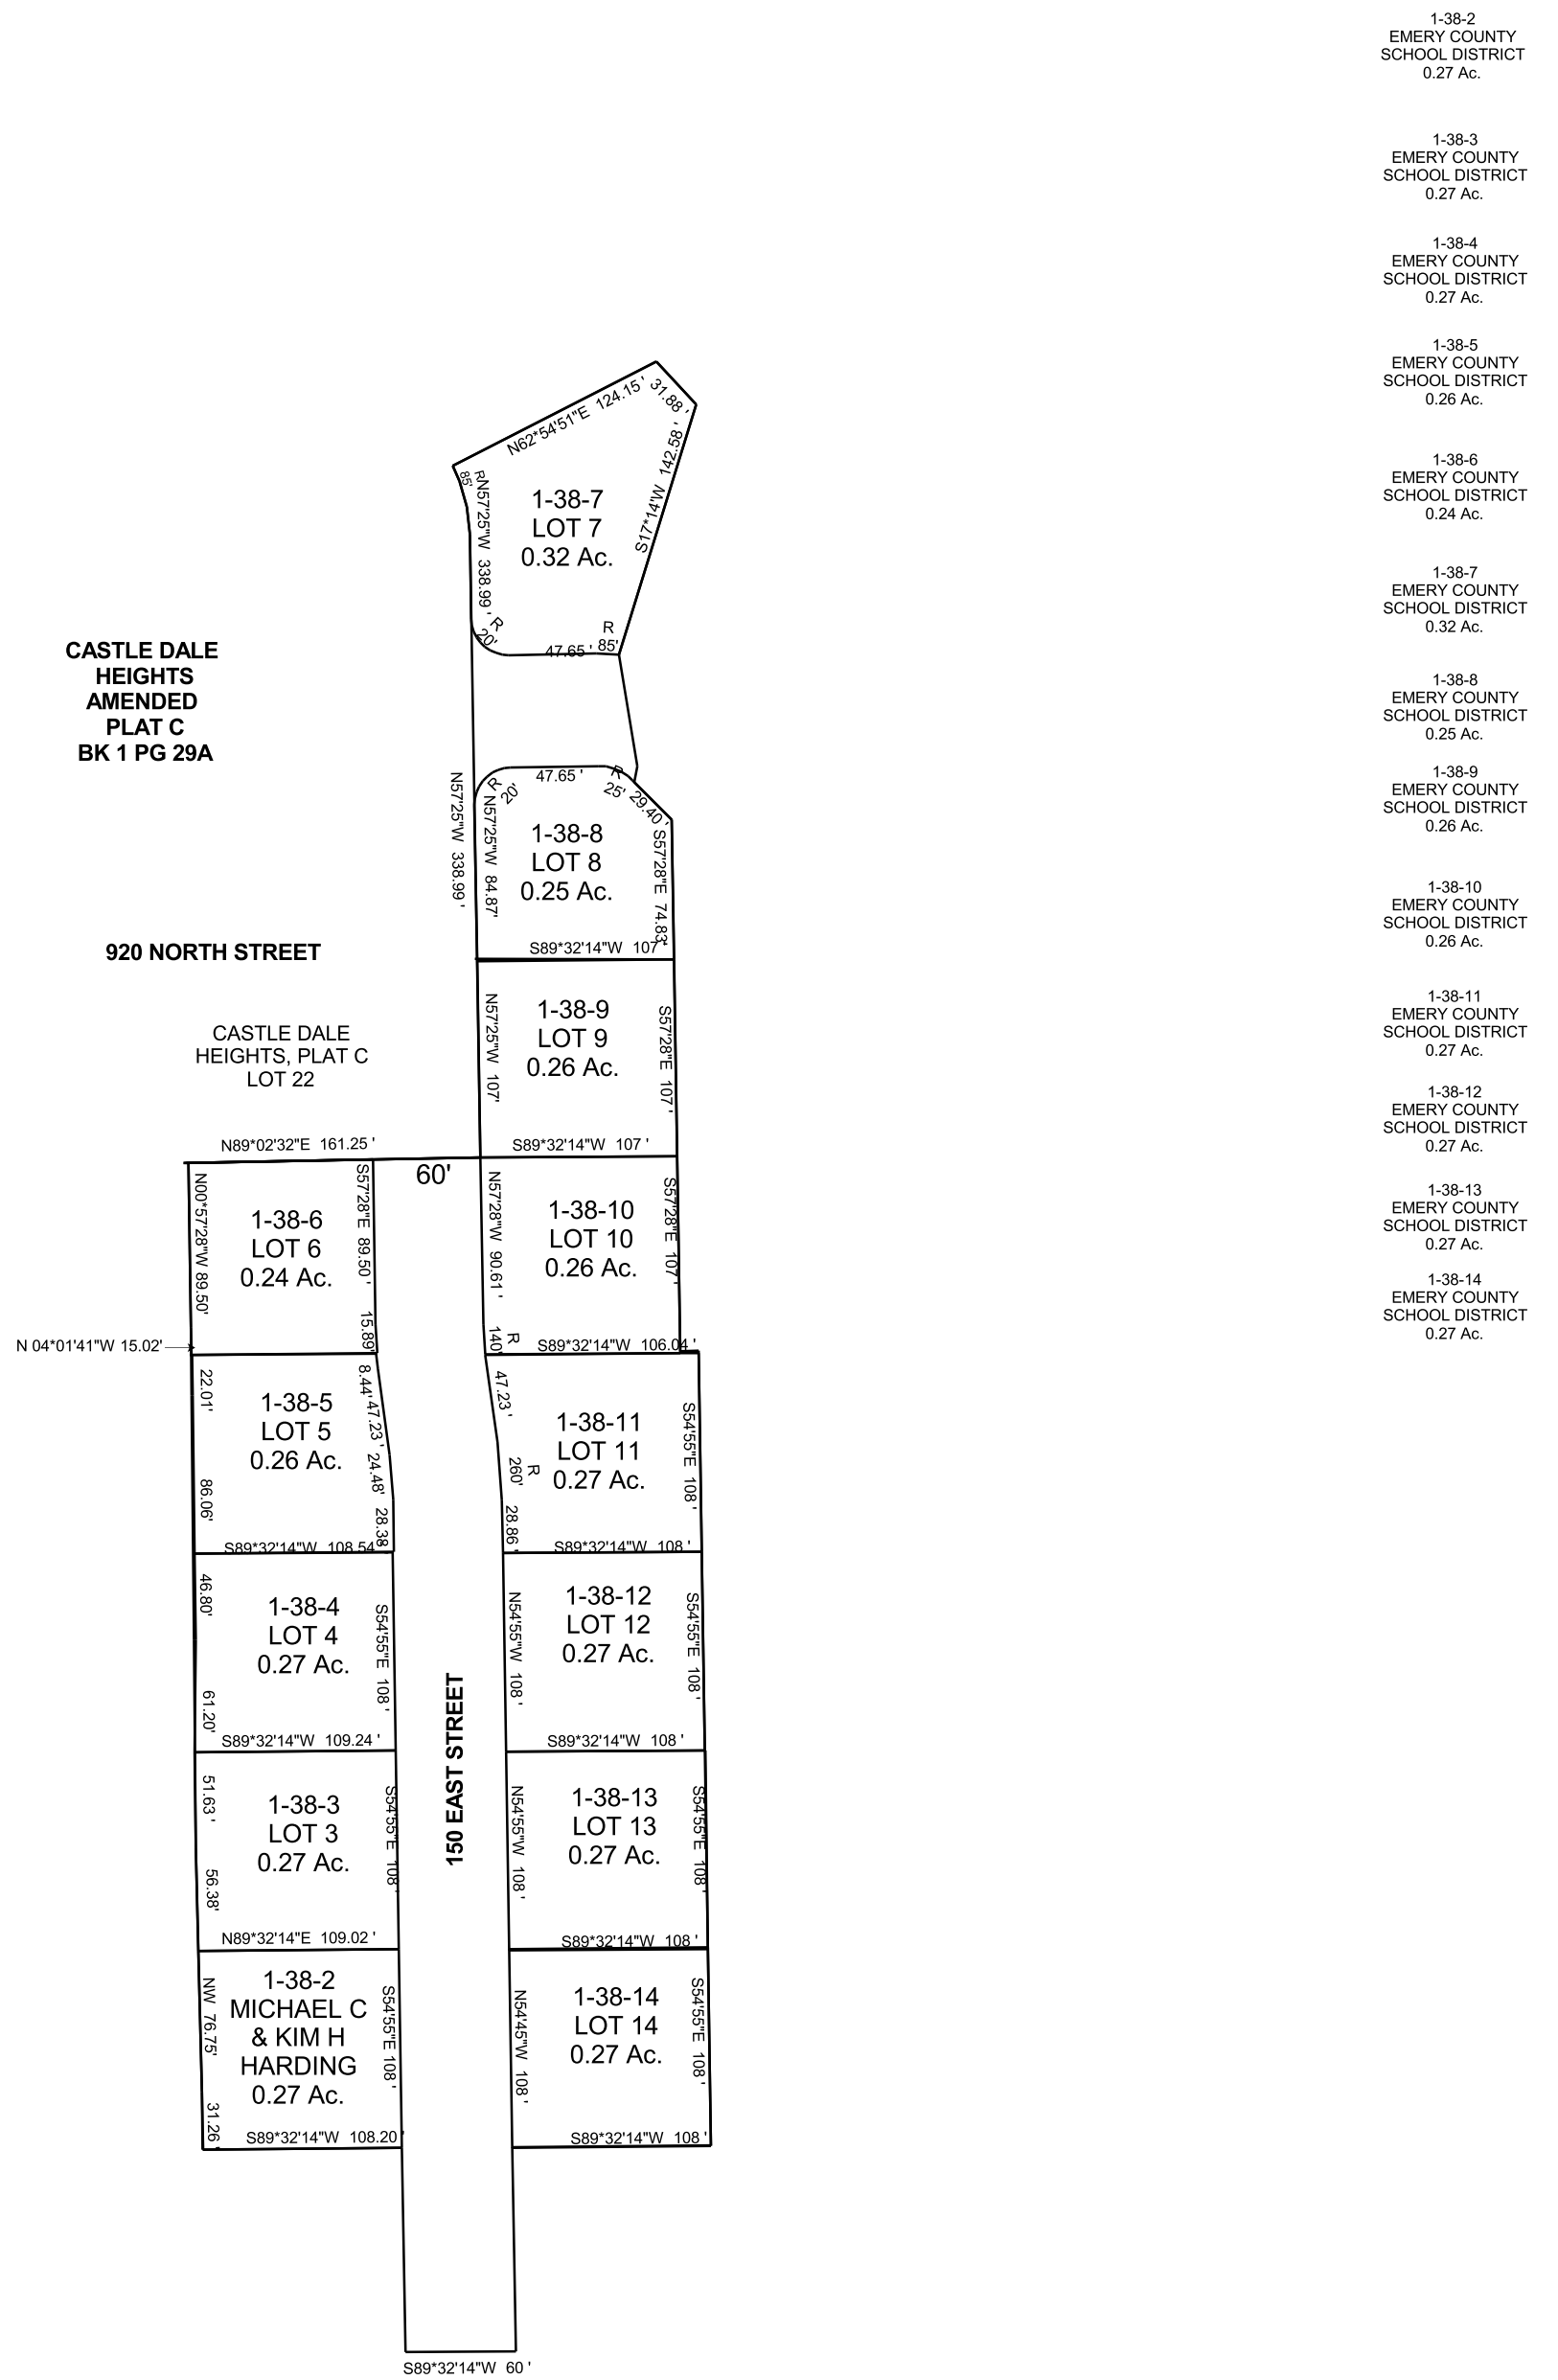 1-38-2
EMERY COUNTY
SCHOOL DISTRICT
0.27 Ac.
1-38-3
EMERY COUNTY
SCHOOL DISTRICT
0.27 Ac.
1-38-4
EMERY COUNTY
SCHOOL DISTRICT
0.27 Ac.
1-38-5
EMERY COUNTY
SCHOOL DISTRICT
0.26 Ac.
1-38-6
EMERY COUNTY
SCHOOL DISTRICT
0.24 Ac.
1-38-7
EMERY COUNTY
SCHOOL DISTRICT
0.32 Ac.
1-38-8
EMERY COUNTY
SCHOOL DISTRICT
0.25 Ac.
1-38-9
EMERY COUNTY
SCHOOL DISTRICT
0.26 Ac.
1-38-10
EMERY COUNTY
SCHOOL DISTRICT
0.26 Ac.
1-38-11
EMERY COUNTY
SCHOOL DISTRICT
0.27 Ac.
1-38-12
EMERY COUNTY
SCHOOL DISTRICT
0.27 Ac.
1-38-13
EMERY COUNTY
SCHOOL DISTRICT
0.27 Ac.
1-38-14
EMERY COUNTY
SCHOOL DISTRICT
0.27 Ac.
N62*54'51"E 124.15 '
31.88 '
S17*14'W 142.58 '
R
85'
N57'25"W 338.99 '
1-38-7
LOT 7
0.32 Ac.
R
20'
47.65 '
R
85'
CASTLE DALE
HEIGHTS
AMENDED
PLAT C
BK 1 PG 29A
N57'25"W 338.99 '
R
20'
47.65 '
R
25'
29.40 '
N57'25"W 84.87'
1-38-8
LOT 8
0.25 Ac.
S57'28"E 74.83'
S89*32'14"W 107'
920 NORTH STREET
CASTLE DALE
HEIGHTS, PLAT C
LOT 22
N57'25"W 107'
1-38-9
LOT 9
0.26 Ac.
S57'28"E 107 '
S89*32'14"W 107 '
N89*02'32"E 161.25 '
60'
N00*57'28"W 89.50'
1-38-6
LOT 6
0.24 Ac.
S57'28"E 89.50 '
15.89'
N57'28"W 90.61 '
1-38-10
LOT 10
0.26 Ac.
S57'28"E 107'
140'
R
S89*32'14"W 106.04 '
N 04*01'41"W 15.02'
22.01'
86.06'
1-38-5
LOT 5
0.26 Ac.
8.44'
47.23 '
24.48'
28.38
S89*32'14"W 108.54'
47.23 '
R
260'
28.86 '
1-38-11
LOT 11
0.27 Ac.
S54'55"E 108 '
S89*32'14"W 108 '
46.80'
61.20'
1-38-4
LOT 4
0.27 Ac.
S54'55"E 108 '
S89*32'14"W 109.24 '
N54'55"W 108 '
1-38-12
LOT 12
0.27 Ac.
S54'55"E 108 '
S89*32'14"W 108 '
150 EAST STREET
51.63 '
56.38'
1-38-3
LOT 3
0.27 Ac.
S54'55"E 108 '
N89*32'14"E 109.02 '
N54'55"W 108 '
1-38-13
LOT 13
0.27 Ac.
S54'55"E 108 '
S89*32'14"W 108 '
NW 76.75'
31.26 '
1-38-2
MICHAEL C
& KIM H
HARDING
0.27 Ac.
S54'55"E 108 '
S89*32'14"W 108.20 '
N54'45"W 108 '
1-38-14
LOT 14
0.27 Ac.
S54'55"E 108 '
S89*32'14"W 108 '
S89*32'14"W 60 '